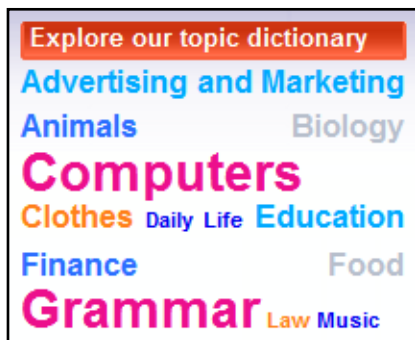 Explore our topic dictionary
Advertising and Marketing
Animals Biology
Computers
Clothes Daily Life Education
Finance Food
Grammar Law Music